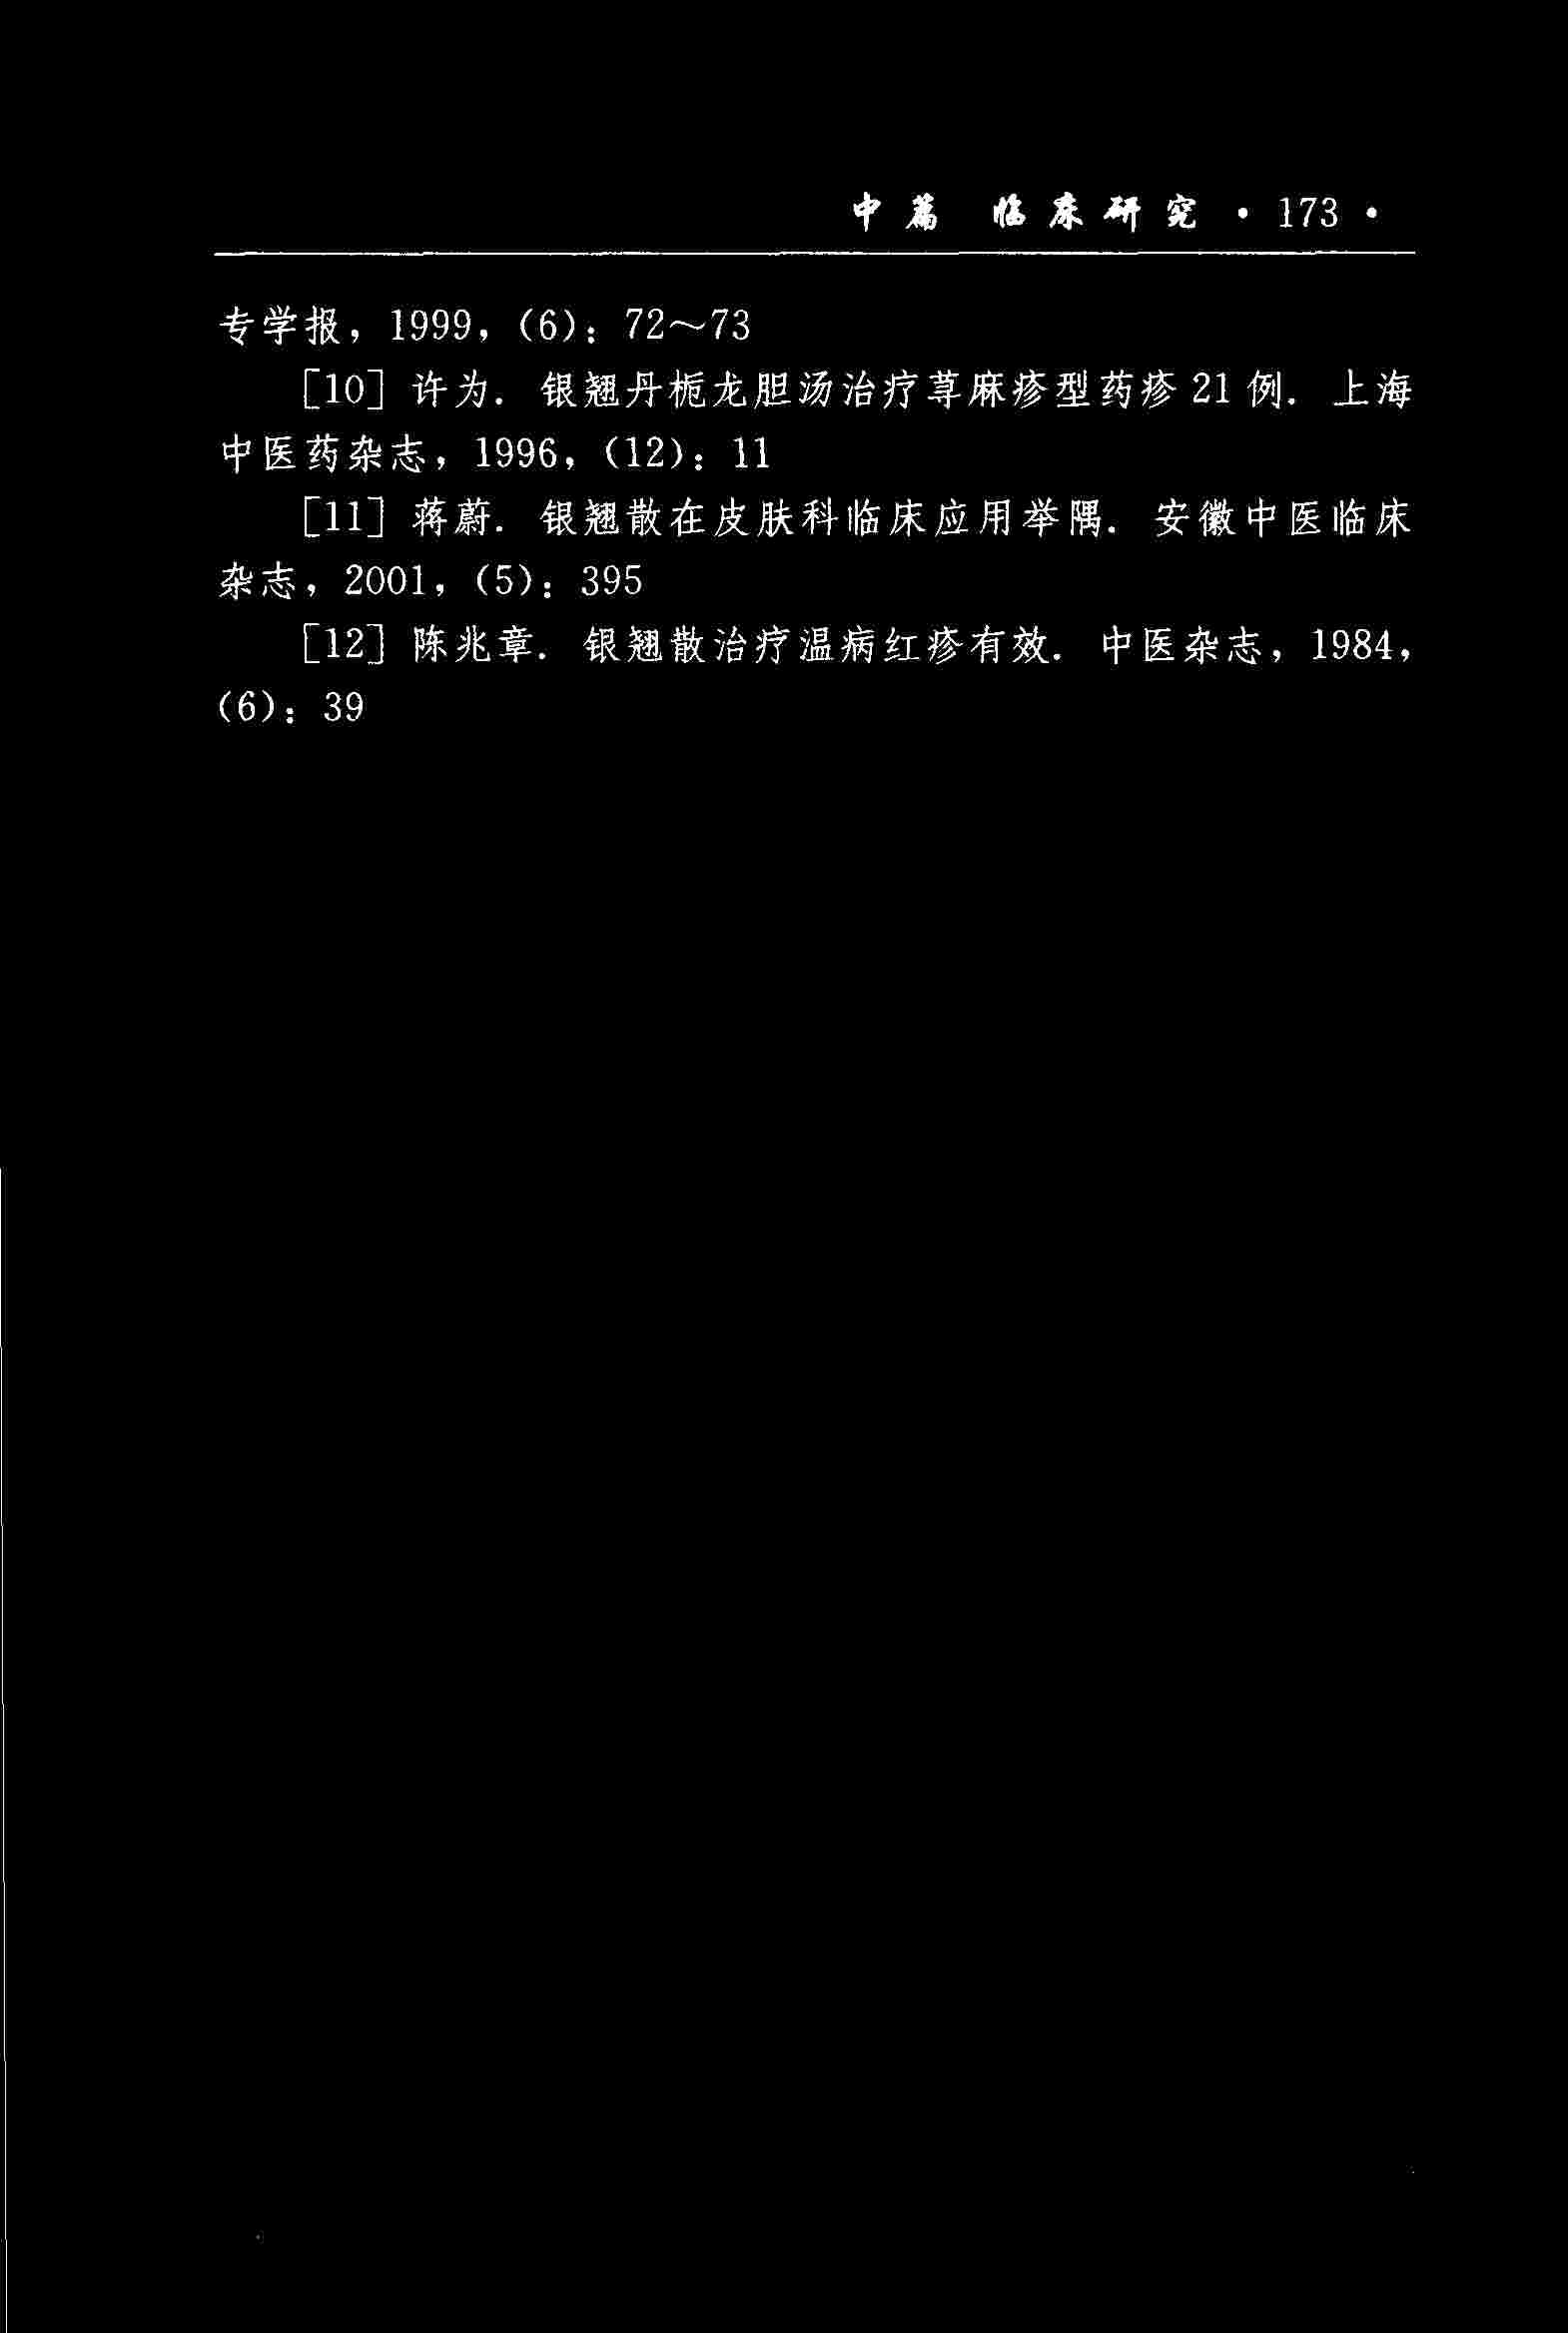 中篇 临床研究 · 173 ·
专学报，1999，(6)：72～73
[10] 许为. 银翘丹栀龙胆汤治疗荨麻疹型药疹 21 例. 上海
中医药杂志，1996，(12)：11
[11] 蒋蔚. 银翘散在皮肤科临床应用举隅. 安徽中医临床
杂志，2001，(5)：395
[12] 陈兆章. 银翘散治疗温病红疹有效. 中医杂志，1984，
(6)：39